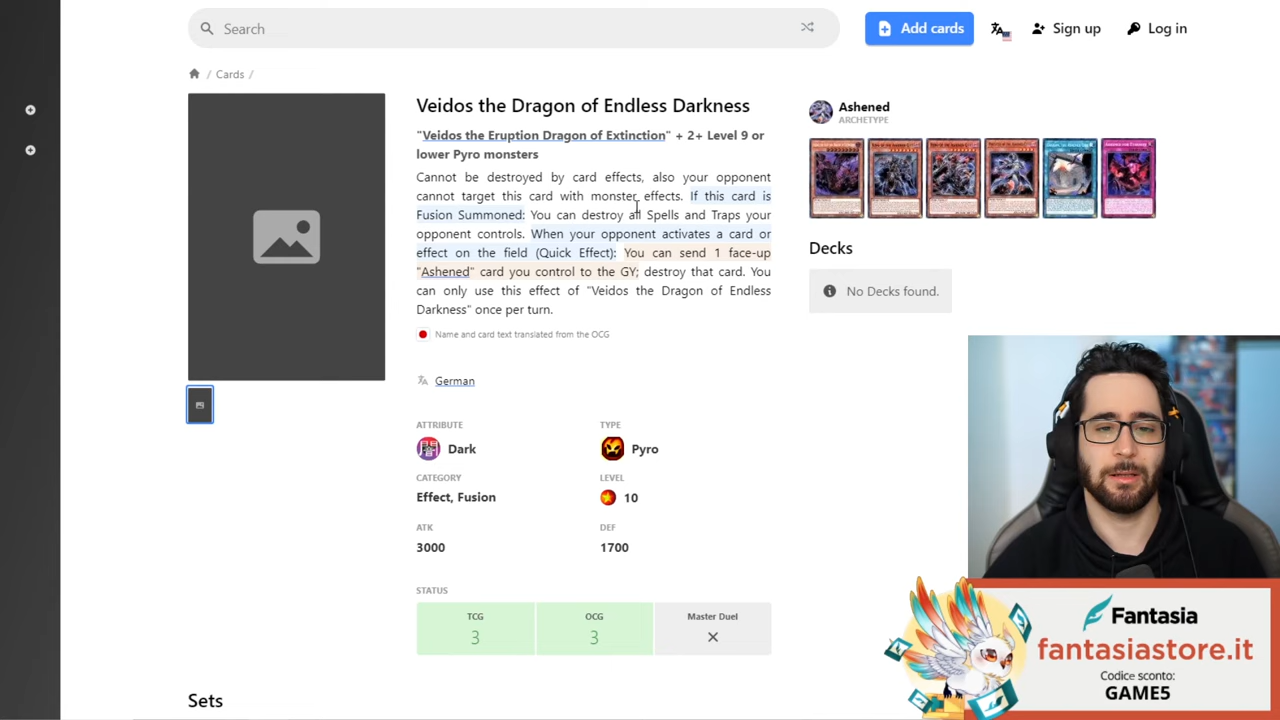 Search
Add cards
Sign up
Log in
/ Cards /
Veidos the Dragon of Endless Darkness
"Veidos the Eruption Dragon of Extinction" + 2+ Level 9 or
lower Pyro monsters
Cannot be destroyed by card effects, also your opponent
cannot target this card with monster effects. If this card is
Fusion Summoned: You can destroy all Spells and Traps your
opponent controls. When your opponent activates a card or
effect on the field (Quick Effect): You can send 1 face-up
"Ashened" card you control to the GY; destroy that card. You
can only use this effect of "Veidos the Dragon of Endless
Darkness" once per turn.
Name and card text translated from the OCG
German
ATTRIBUTE
TYPE
闇 Dark
Pyro
CATEGORY
LEVEL
Effect, Fusion
10
ATK
DEF
3000
1700
STATUS
TCG
OCG
Master Duel
3
3
Sets
Ashened
ARCHETYPE
Decks
No Decks found.
Fantasia
fantasiastore.it
Codice sconto:
GAME5